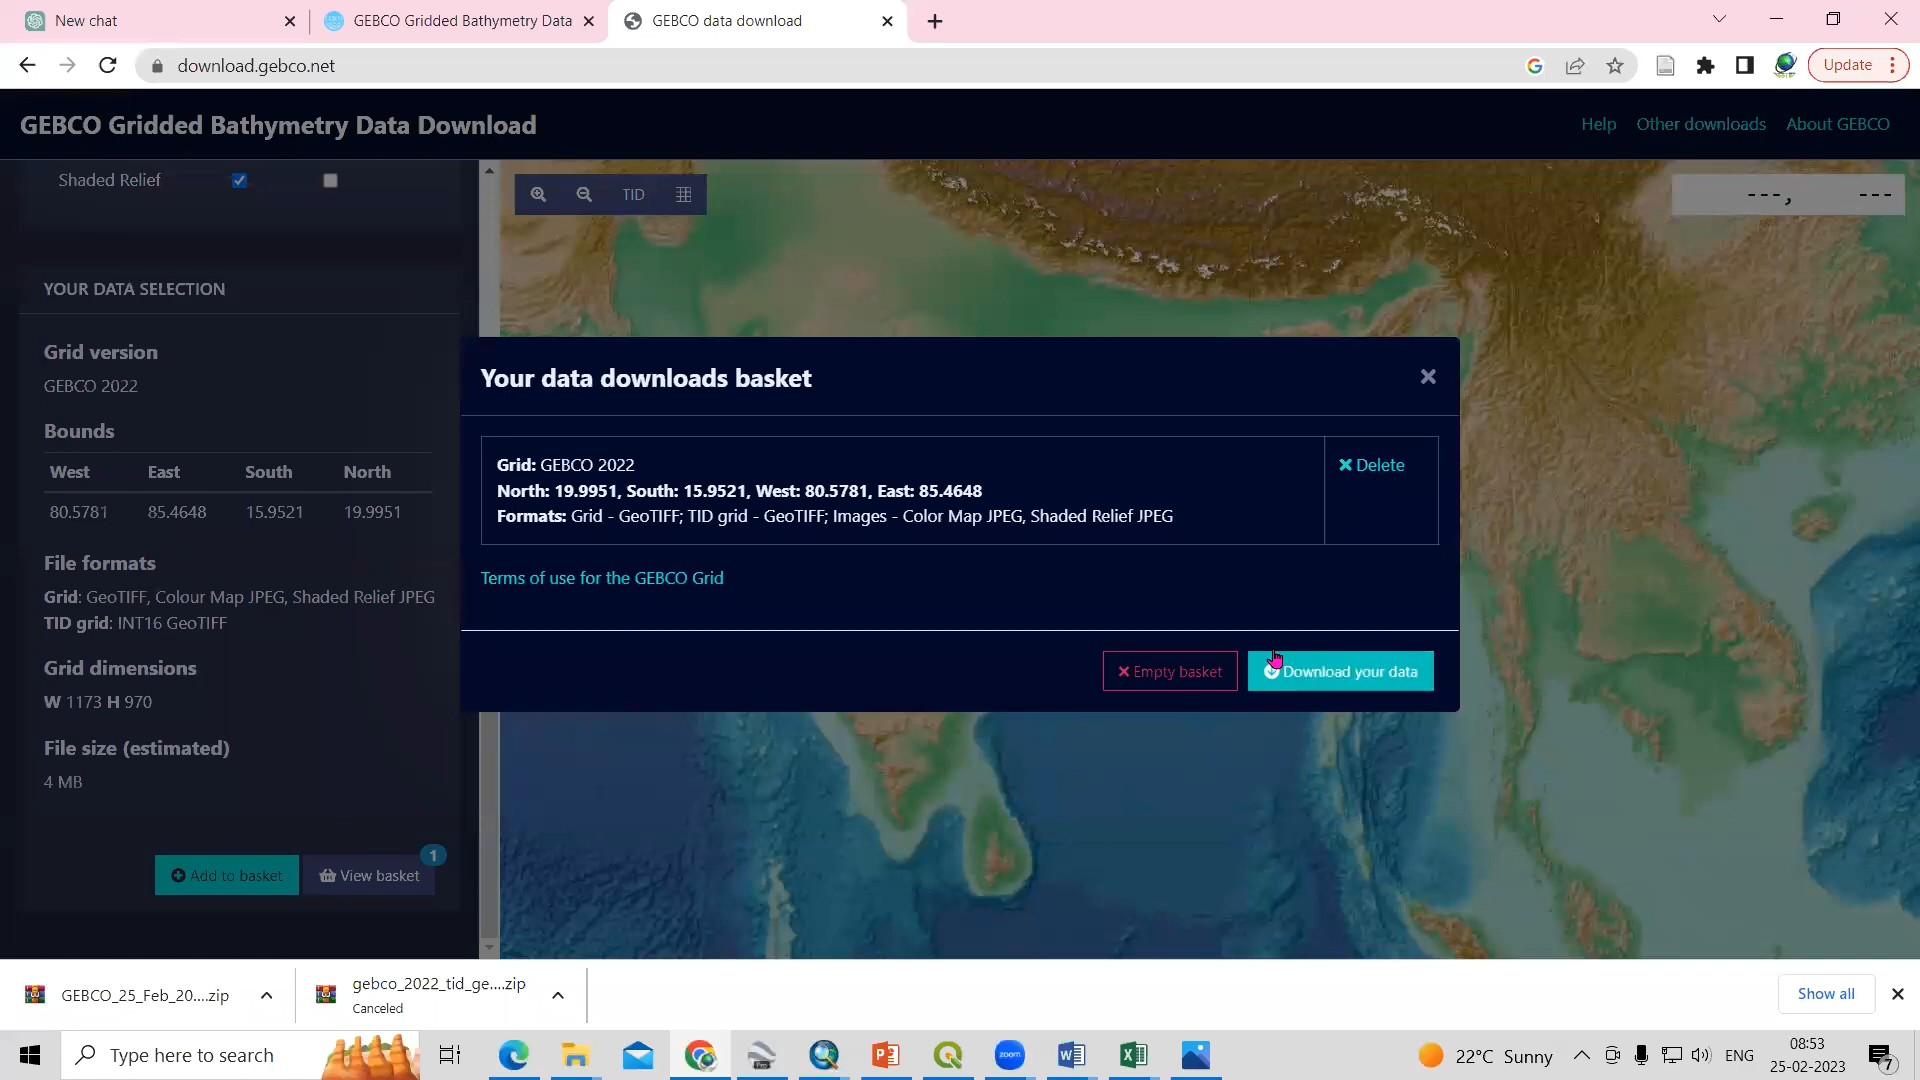 New chat
GEBCO Gridded Bathymetry Data
GEBCO data download
download.gebco.net
Update
GEBCO Gridded Bathymetry Data Download
Help
Other downloads
About GEBCO
Shaded Relief
TID
---, ---
YOUR DATA SELECTION
Grid version
GEBCO 2022
Bounds
West East South North
80.5781 85.4648 15.9521 19.9951
File formats
Grid: GeoTIFF, Colour Map JPEG, Shaded Relief JPEG
TID grid: INT16 GeoTIFF
Grid dimensions
W 1173 H 970
File size (estimated)
4 MB
Add to basket
View basket
1
Your data downloads basket
Grid: GEBCO 2022
North: 19.9951, South: 15.9521, West: 80.5781, East: 85.4648
Formats: Grid - GeoTIFF; TID grid - GeoTIFF; Images - Color Map JPEG, Shaded Relief JPEG
Delete
Terms of use for the GEBCO Grid
Empty basket
Download your data
GEBCO_25_Feb_20....zip
gebco_2022_tid_ge....zip
Canceled
Show all
Type here to search
Pro
zoom
22°C Sunny
ENG
08:53
25-02-2023
7